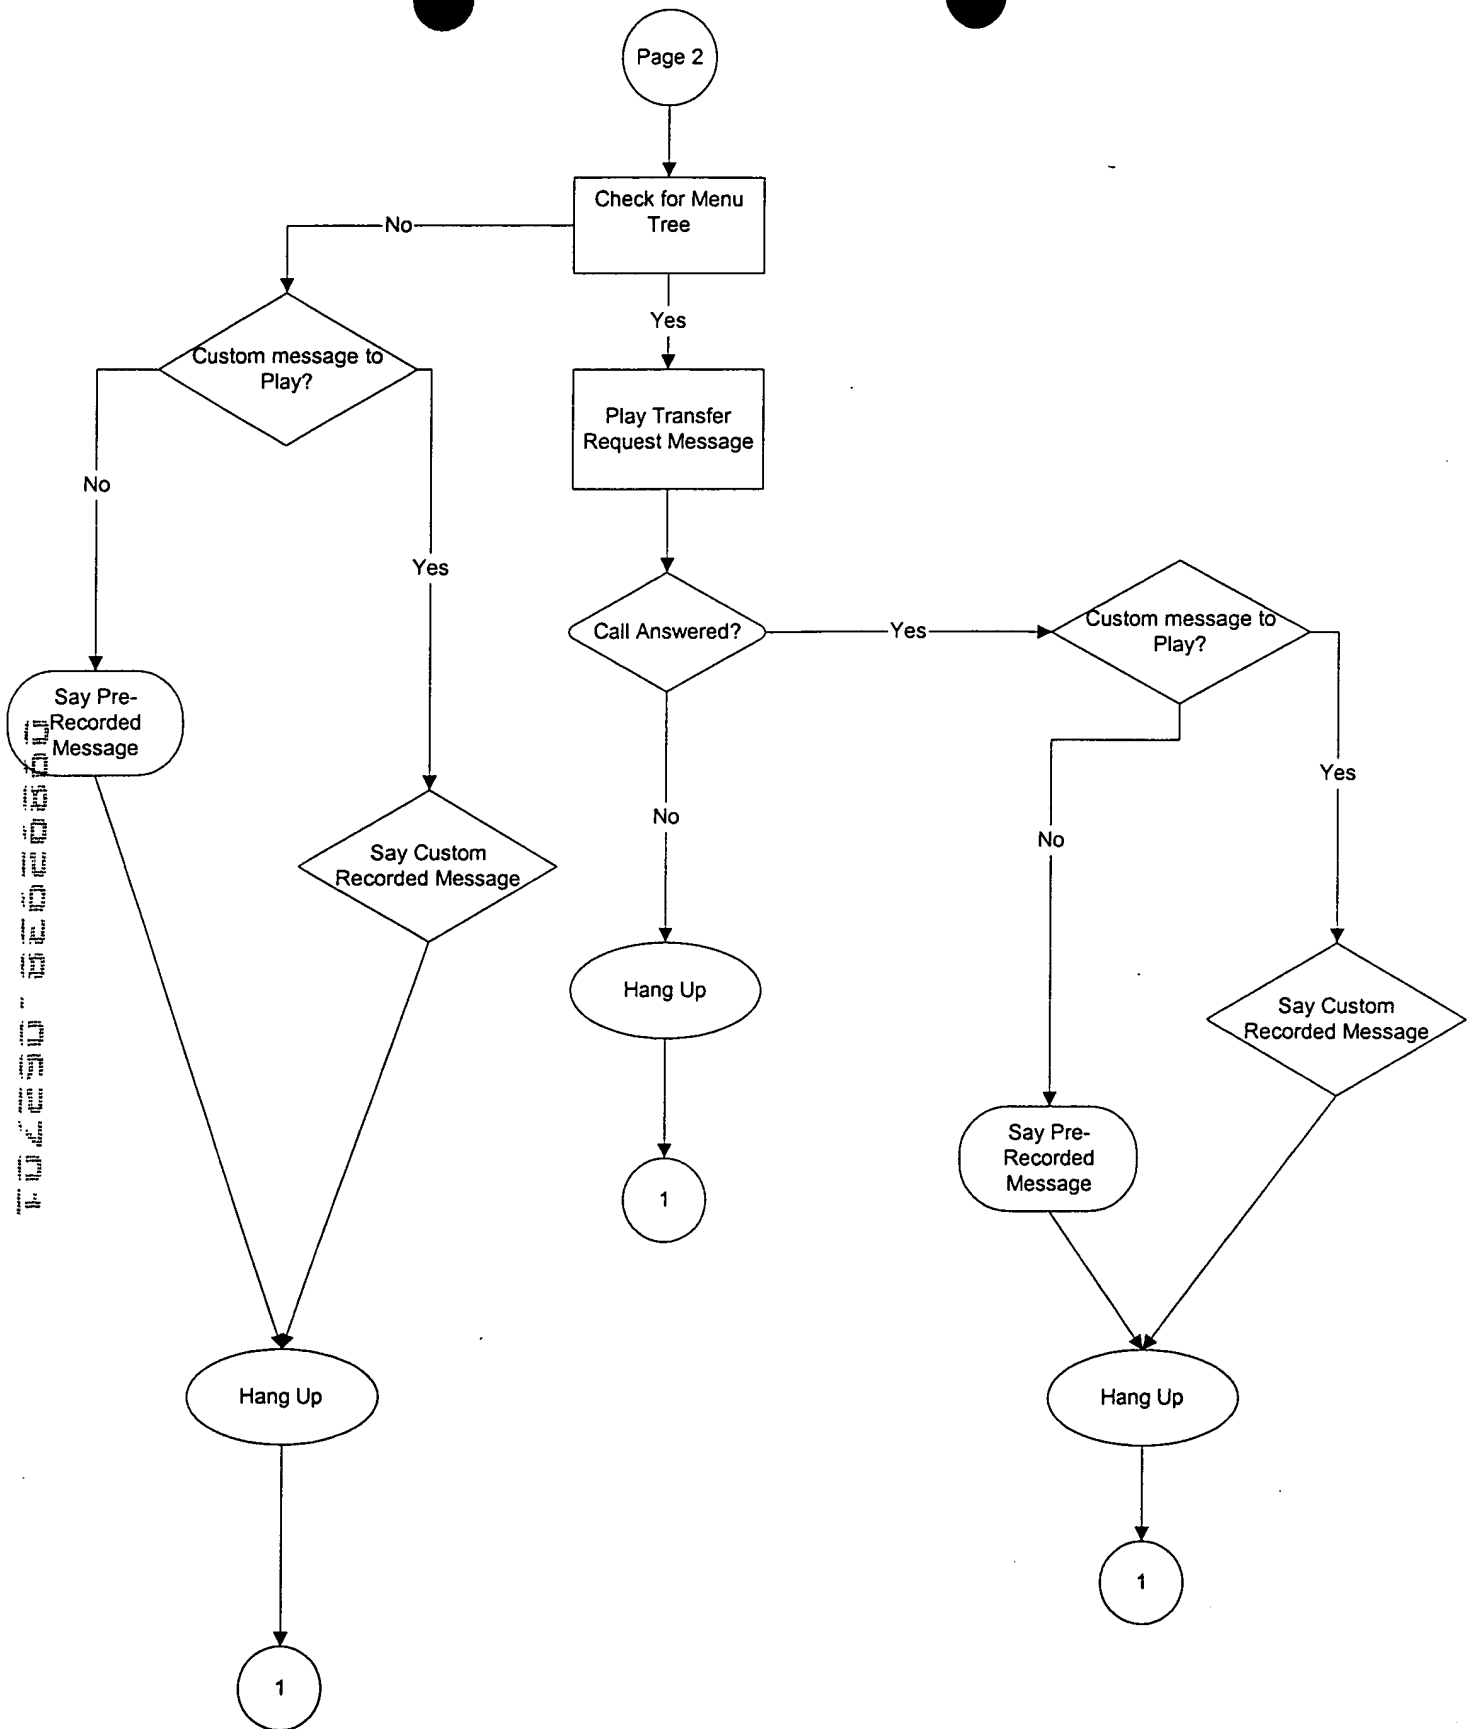 Page 2
Check for Menu
Tree
No
Yes
Custom message to
Play?
Play Transfer
Request Message
No
Yes
Call Answered?
Yes
Custom message to
Play?
Say Pre-
Recorded
Message
Yes
No
No
Say Custom
Recorded Message
Hang Up
Say Custom
Recorded Message
Say Pre-
Recorded
Message
1
Hang Up
Hang Up
1
1